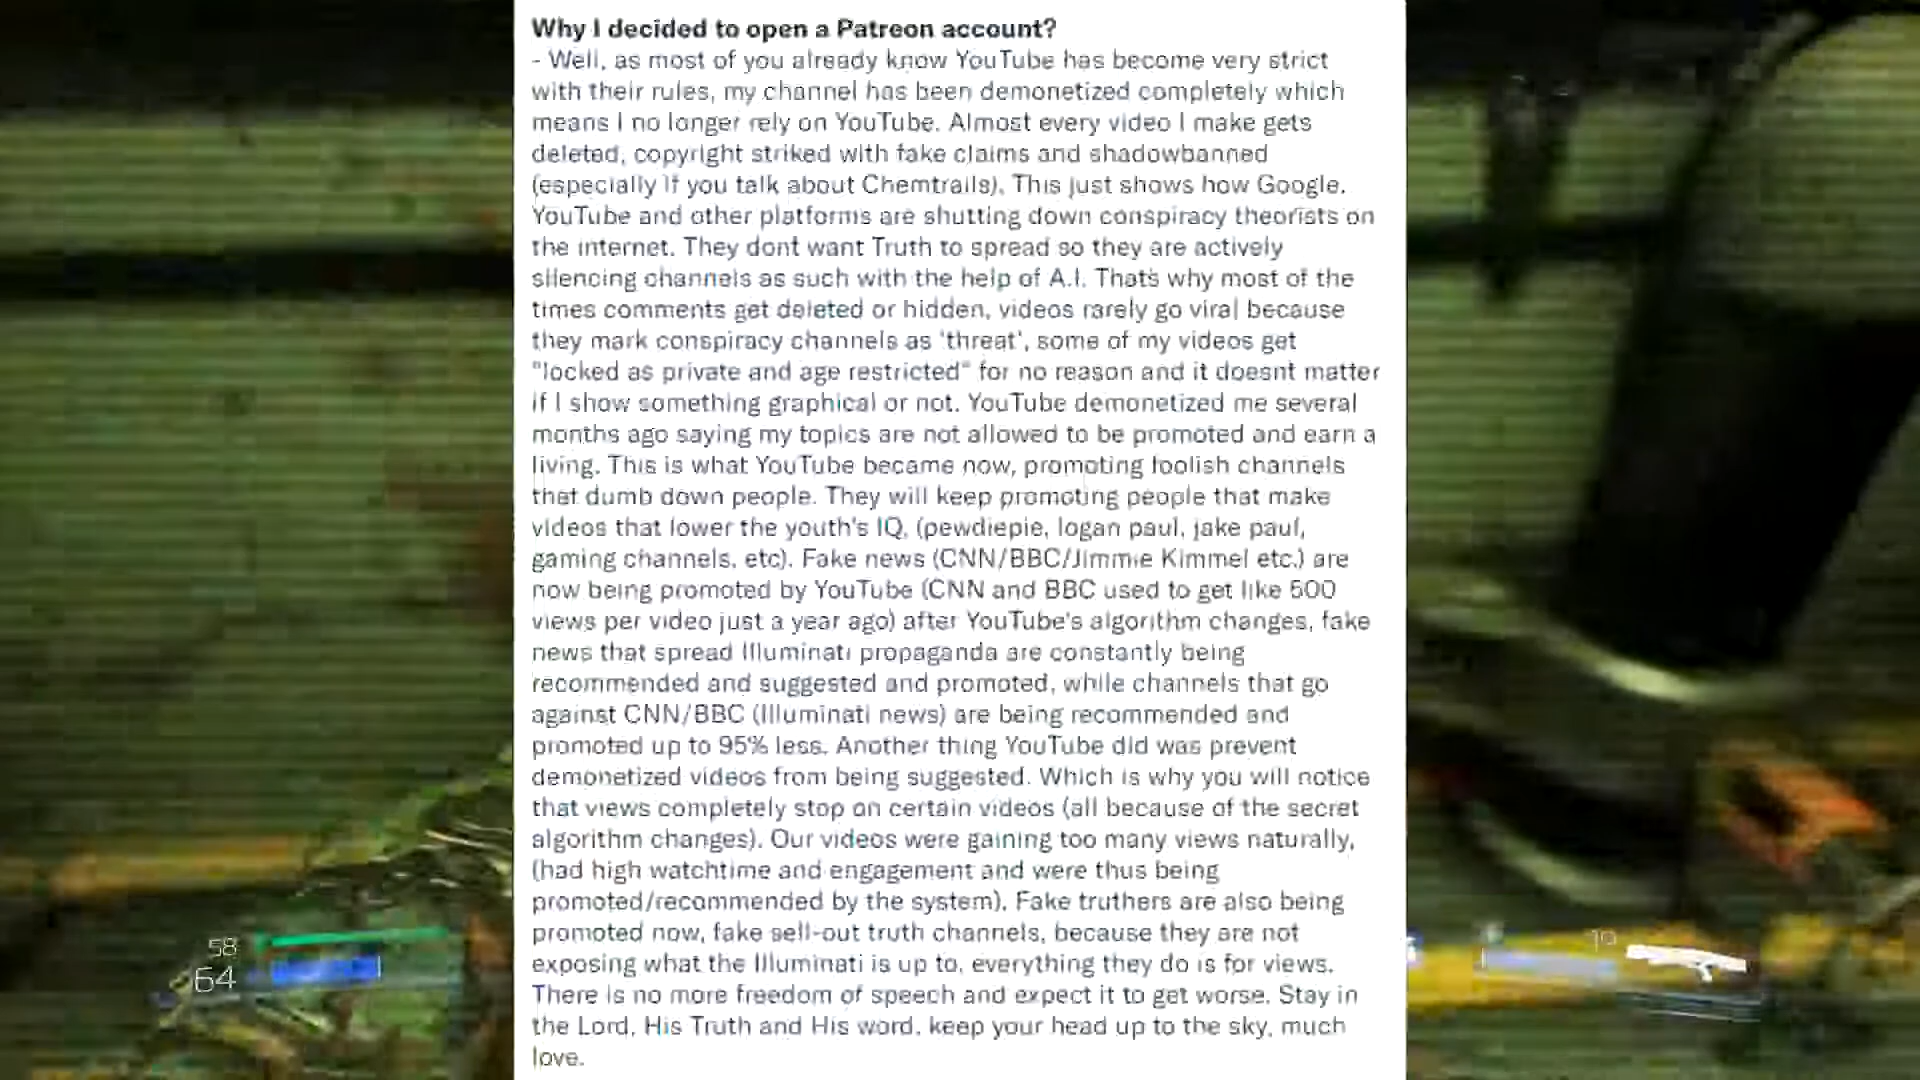 Why I decided to open a Patreon account?
- Well, as most of you already know YouTube has become very strict
with their rules, my channel has been demonetized completely which
means I no longer rely on YouTube. Almost every video I make gets
deleted, copyright striked with fake claims and shadowbanned
(especially if you talk about Chemtrails). This just shows how Google,
YouTube and other platforms are shutting down conspiracy theorists on
the internet. They dont want Truth to spread so they are actively
silencing channels as such with the help of A.I. Thats why most of the
times comments get deleted or hidden, videos rarely go viral because
they mark conspiracy channels as 'threat', some of my videos get
"locked as private and age restricted" for no reason and it doesnt matter
if I show something graphical or not. YouTube demonetized me several
months ago saying my topics are not allowed to be promoted and earn a
living. This is what YouTube became now, promoting foolish channels
that dumb down people. They will keep promoting people that make
videos that lower the youth's IQ, (pewdiepie, logan paul, jake paul,
gaming channels, etc). Fake news (CNN/BBC/Jimmie Kimmel etc.) are
now being promoted by YouTube (CNN and BBC used to get like 500
views per video just a year ago) after YouTube's algorithm changes, fake
news that spread Illuminati propaganda are constantly being
recommended and suggested and promoted, while channels that go
against CNN/BBC (Illuminati news) are being recommended and
promoted up to 95% less. Another thing YouTube did was prevent
demonetized videos from being suggested. Which is why you will notice
that views completely stop on certain videos (all because of the secret
algorithm changes). Our videos were gaining too many views naturally,
(had high watchtime and engagement and were thus being
promoted/recommended by the system). Fake truthers are also being
promoted now, fake sell-out truth channels, because they are not
exposing what the Illuminati is up to, everything they do is for views.
There is no more freedom of speech and expect it to get worse. Stay in
the Lord, His Truth and His word, keep your head up to the sky, much
love.
58
64